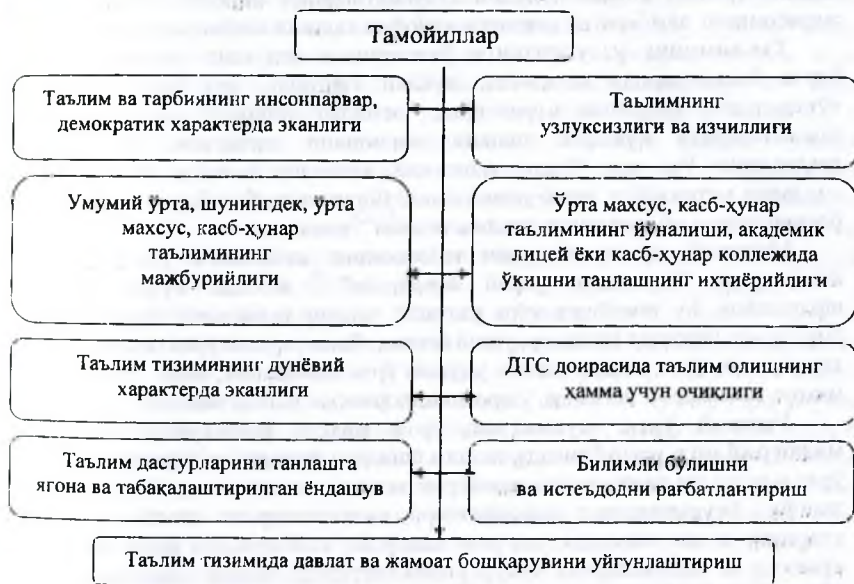 Тамойиллар
Таълим ва тарбиянинг инсонпарвар,
демократик характерда эканлиги
Таълимнинг
узлуксизлиги ва изчиллиги
Умумий ўрта, шунингдек, ўрта
махсус, касб-ҳунар
таълимининг
мажбурийлиги
Ўрта махсус, касб-ҳунар
таълимининг йўналиши, академик
лицей ёки касб-ҳунар коллежида
ўқишни танлашнинг ихтиёрийлиги
Таълим тизимининг дунёвий
характерда эканлиги
ДТС доирасида таълим олишнинг
ҳамма учун очиқлиги
Таълим дастурларини танлашга
ягона ва табақалаштирилган ёндашув
Билимли бўлишни
ва истеъдодни рағбатлантириш
Таълим тизимида давлат ва жамоат бошқарувини уйғунлаштириш